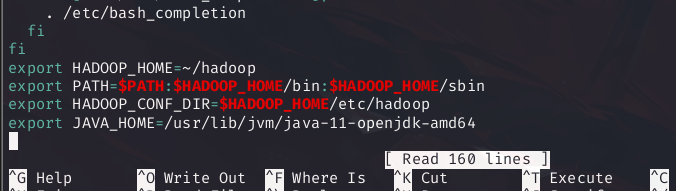 . /etc/bash_completion
fi
fi
export HADOOP_HOME=~/hadoop
export PATH=$PATH:$HADOOP_HOME/bin:$HADOOP_HOME/sbin
export HADOOP_CONF_DIR=$HADOOP_HOME/etc/hadoop
export JAVA_HOME=/usr/lib/jvm/java-11-openjdk-amd64
[ Read 160 lines ]
^G Help ^O Write Out ^F Where Is ^K Cut ^T Execute ^C